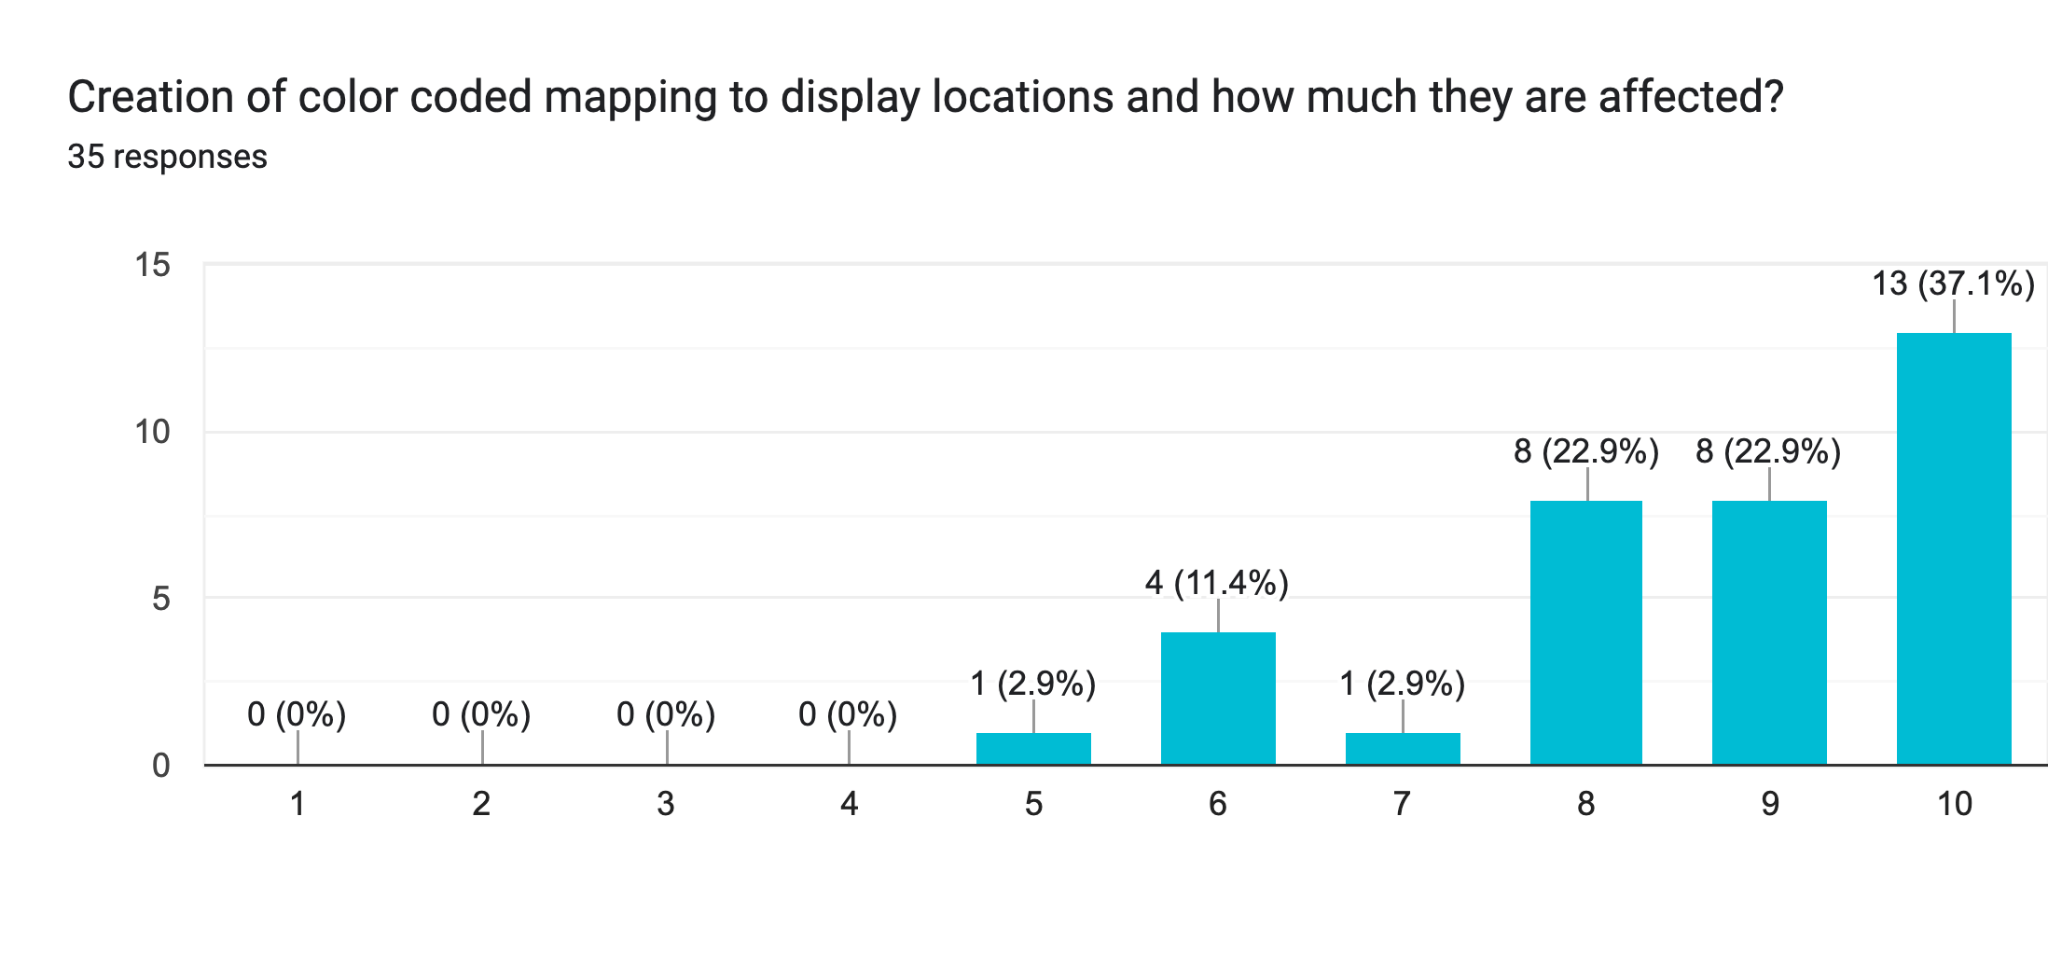 Creation of color coded mapping to display locations and how much they are affected?
35 responses
15
13 (37.1%)
10
8 (22.9%) 8 (22.9%)
4 (11.4%)
5
1 (2.9%) 1 (2.9%)
0 (0%) 0 (0%) 0 (0%) 0 (0%)
0
1 2 3 4 5 6 7 8 9 10